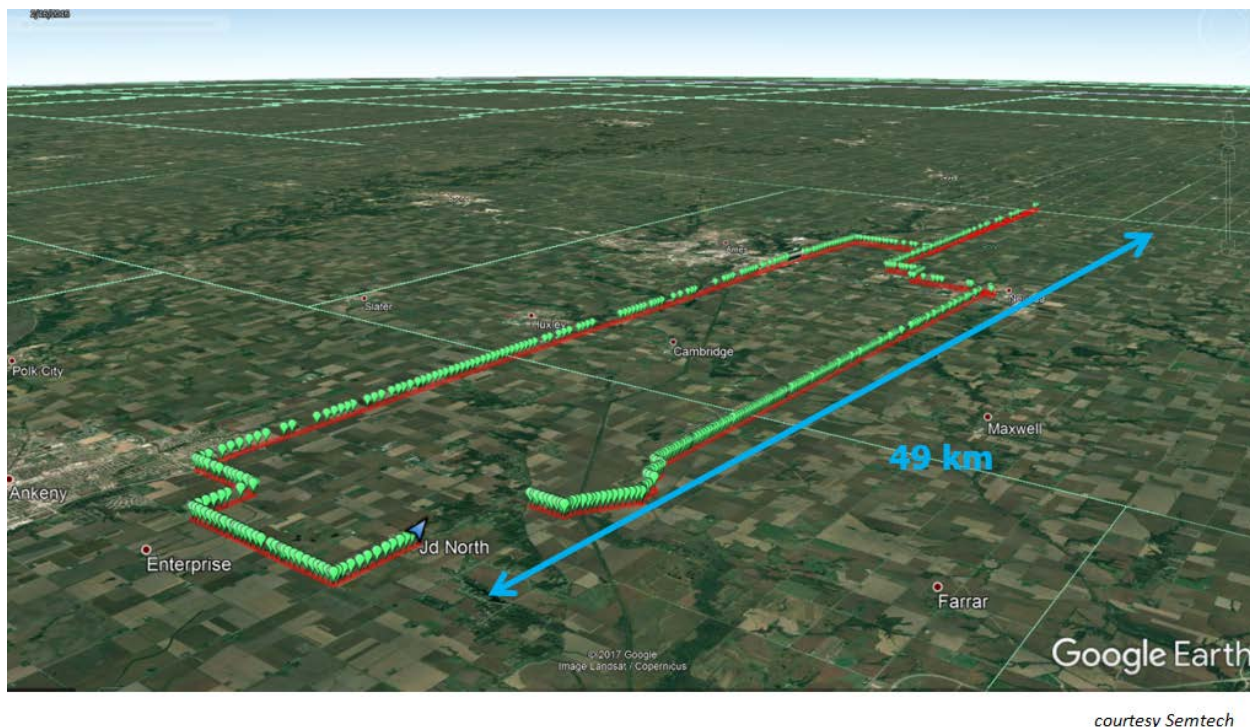 Ames
Slater
Huxley
Cambridge
Polk City
Maxwell
49 km
Ankeny
Jd North
Enterprise
Farrar
© 2017 Google
Image Landsat / Copernicus
Google Earth
courtesy Semtech